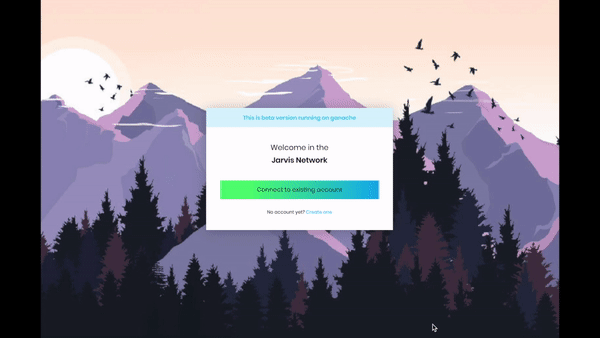 This is beta version running on ganache
Welcome in the
Jarvis Network
Connect to existing account
No account yet? Create one